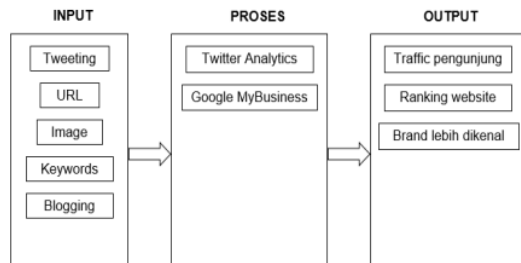 INPUT
PROSES
OUTPUT
Tweeting
URL
Image
Keywords
Blogging
Twitter Analytics
Google MyBusiness
Traffic pengunjung
Ranking website
Brand lebih dikenal